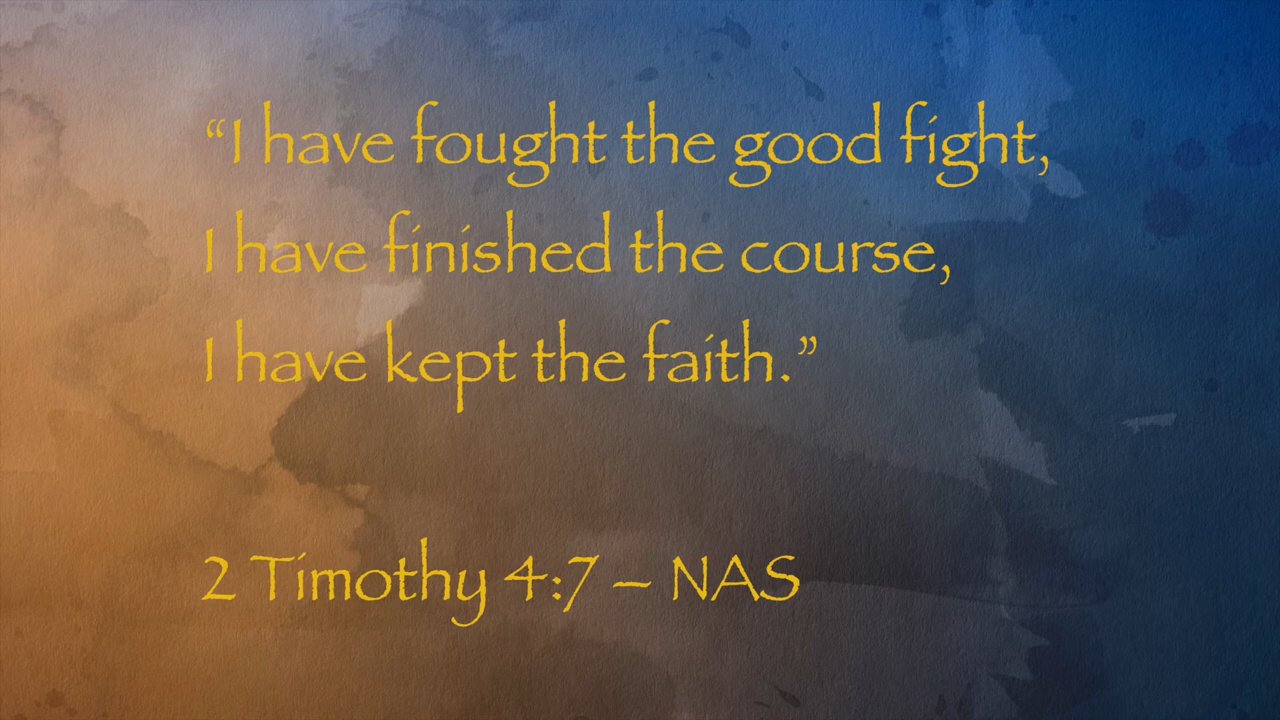 “I have fought the good fight,
I have finished the course,
I have kept the faith.”
2 Timothy 4:7 – NAS